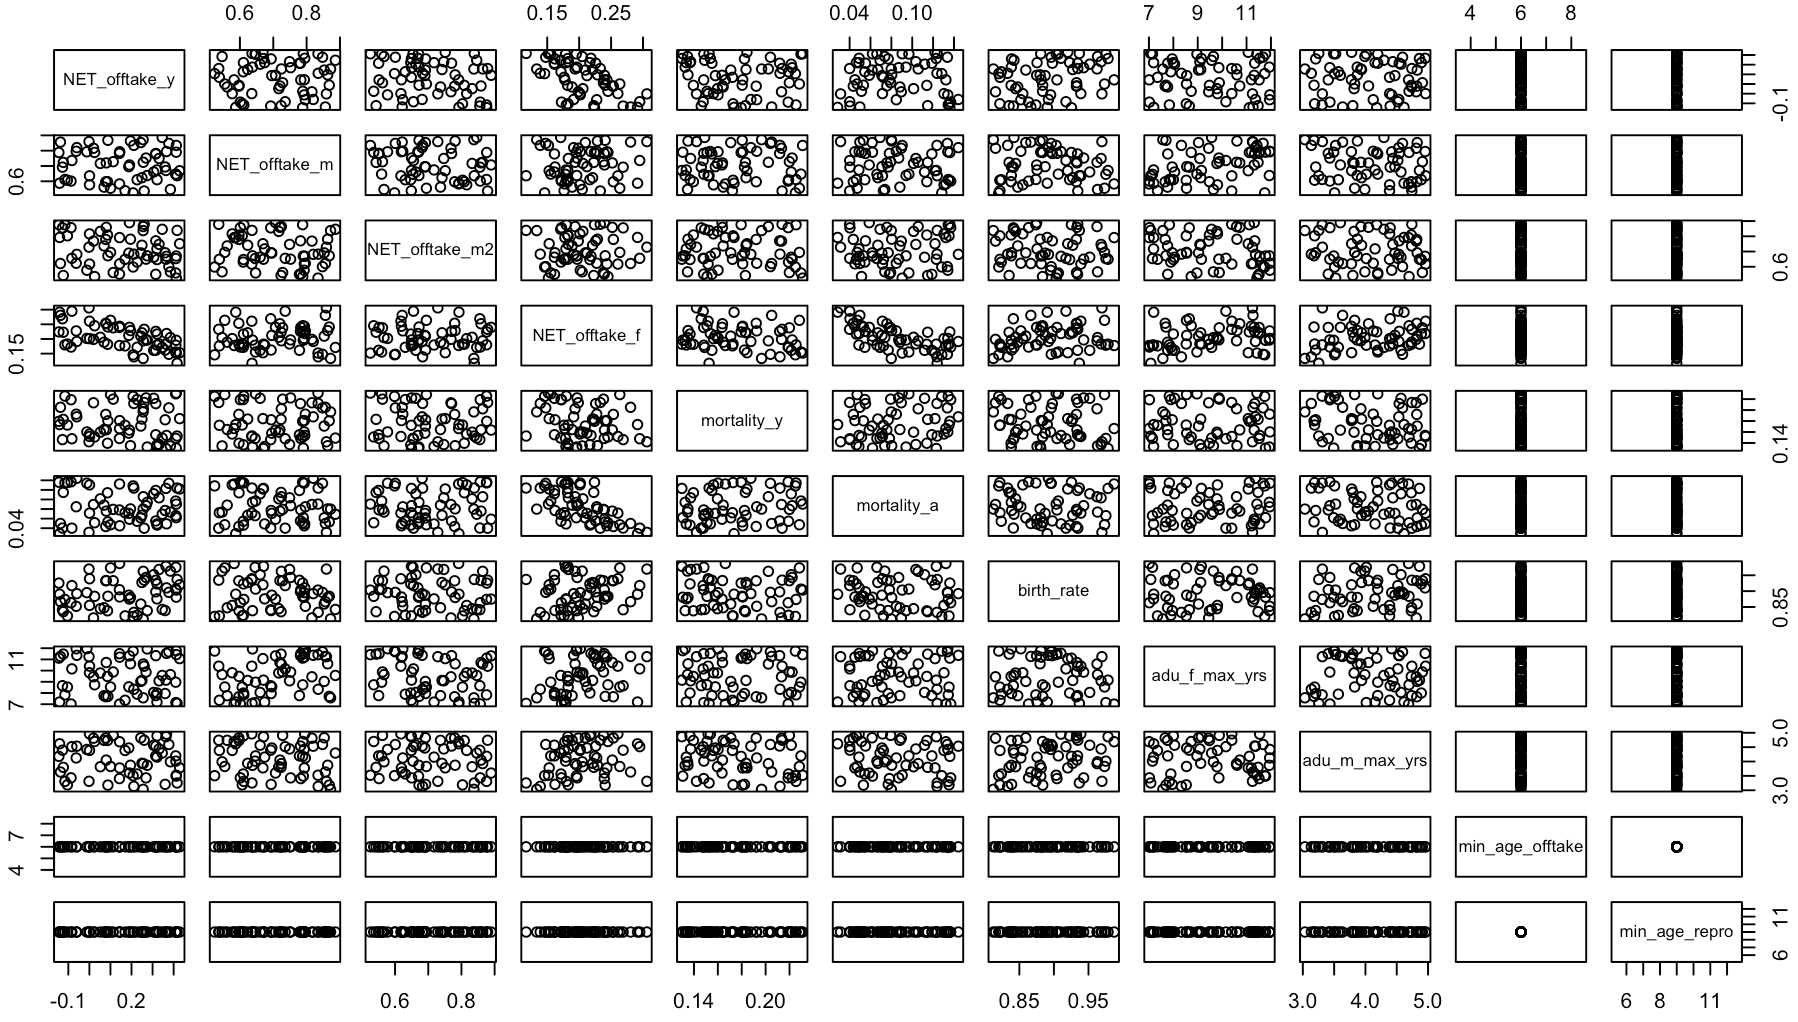 0.6 0.8 0.15 0.25 0.04 0.10 7 9 11 4 6 8
NET_offtake_y -0.1
0.6 NET_offtake_m
NET_offtake_m2 0.6
0.15 NET_offtake_f
mortality_y 0.14
0.04 mortality_a
birth_rate 0.85
7 11 adu_f_max_yrs
adu_m_max_yrs 3.0 5.0
4 7 min_age_offtake
min_age_repro 6 11
-0.1 0.2 0.6 0.8 0.14 0.20 0.85 0.95 3.0 4.0 5.0 6 8 11